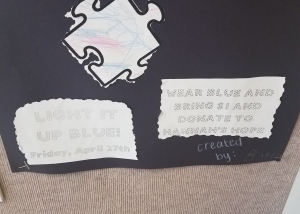 LIGHT IT
UP BLUE!
Friday, April 27th
WEAR BLUE AND
BRING $1 AND
DONATE TO
HANNAH'S HOPE
created
by: